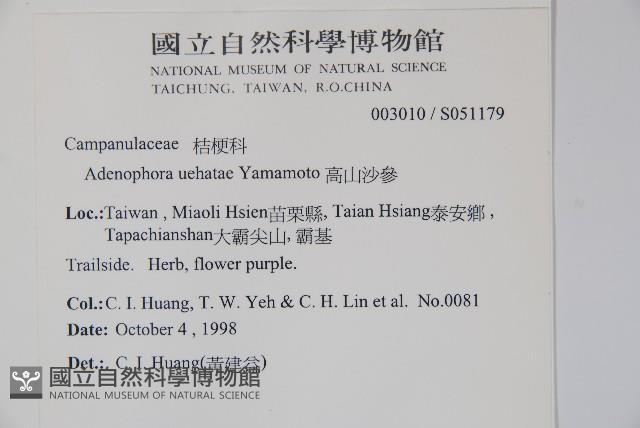 國立自然科學博物館
NATIONAL MUSEUM OF NATURAL SCIENCE
TAICHUNG, TAIWAN, R.O.CHINA
003010 / S051179
Campanulaceae 桔梗科
Adenophora uehatae Yamamoto 高山沙參
Loc.:Taiwan , Miaoli Hsien苗栗縣, Taian Hsiang泰安鄉 ,
Tapachianshan大霸尖山, 霸基
Trailside. Herb, flower purple.
Col.:C. I. Huang, T. W. Yeh & C. H. Lin et al. No.0081
Date: October 4 , 1998
Det.: C. I. Huang(黃建益)
國立自然科學博物館
NATIONAL MUSEUM OF NATURAL SCIENCE